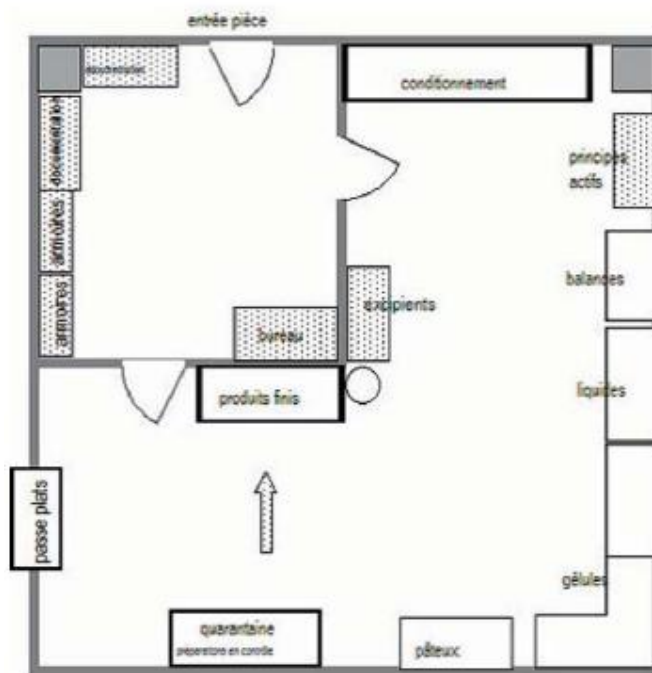 entrée pièce
conditionnement
documentation
principes
actifs
armoires
balances
excipients
armoires
bureau
liquides
produits finis
passe plats
gélules
quarantaine
préparations en contrôle
pâteux